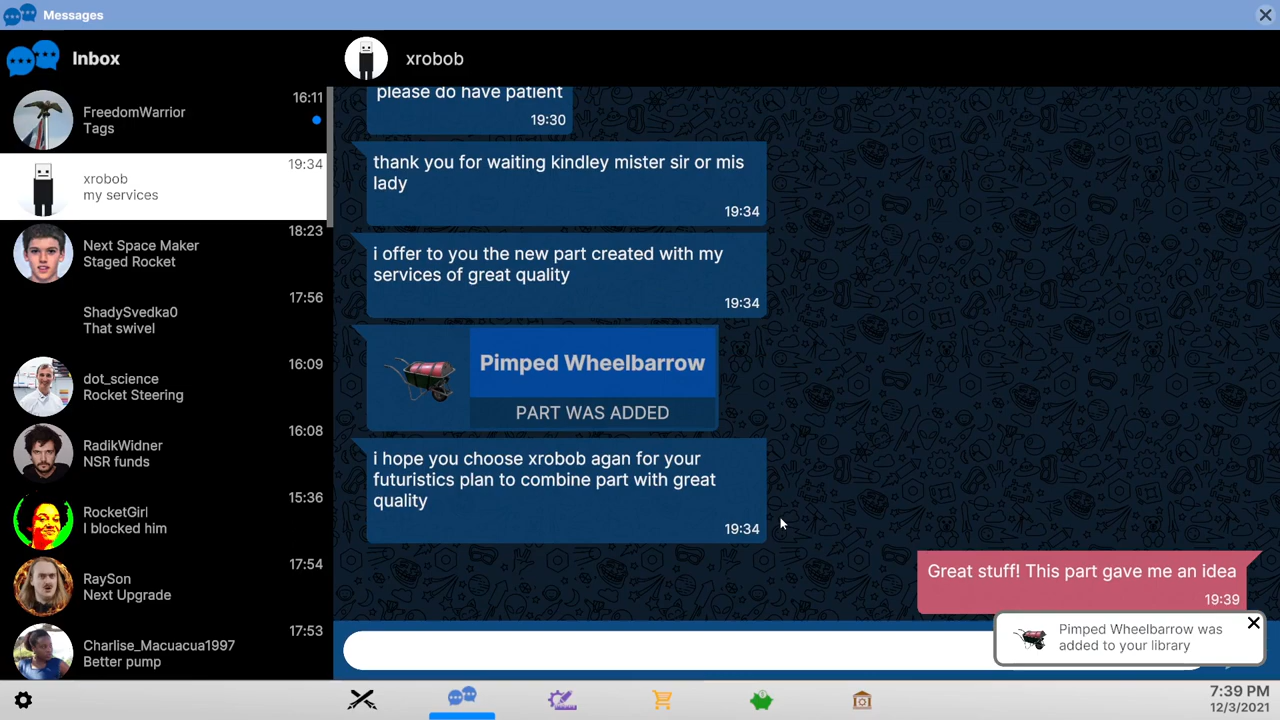 Messages
Inbox
16:11
FreedomWarrior
Tags
19:34
xrobob
my services
18:23
Next Space Maker
Staged Rocket
17:56
ShadySvedka0
That swivel
16:09
dot_science
Rocket Steering
16:08
RadikWidner
NSR funds
15:36
RocketGirl
I blocked him
17:54
RaySon
Next Upgrade
17:53
Charlise_Macuacua1997
Better pump
xrobob
please do have patient
19:30
thank you for waiting kindley mister sir or mis
lady
19:34
i offer to you the new part created with my
services of great quality
19:34
Pimped Wheelbarrow
PART WAS ADDED
i hope you choose xrobob agan for your
futuristics plan to combine part with great
quality
19:34
Great stuff! This part gave me an idea
19:39
Pimped Wheelbarrow was
added to your library
7:39 PM
12/3/2021